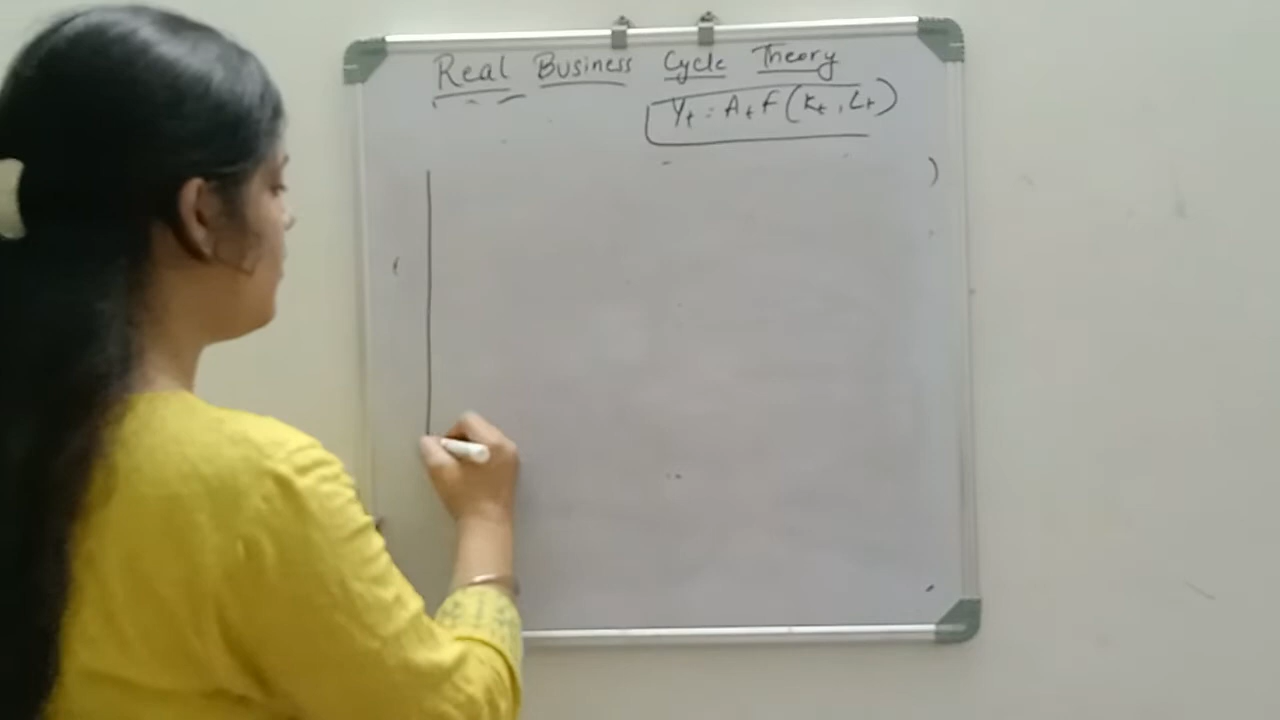 Real Business Cycle Theory
Yt = At F (Kt, Lt)